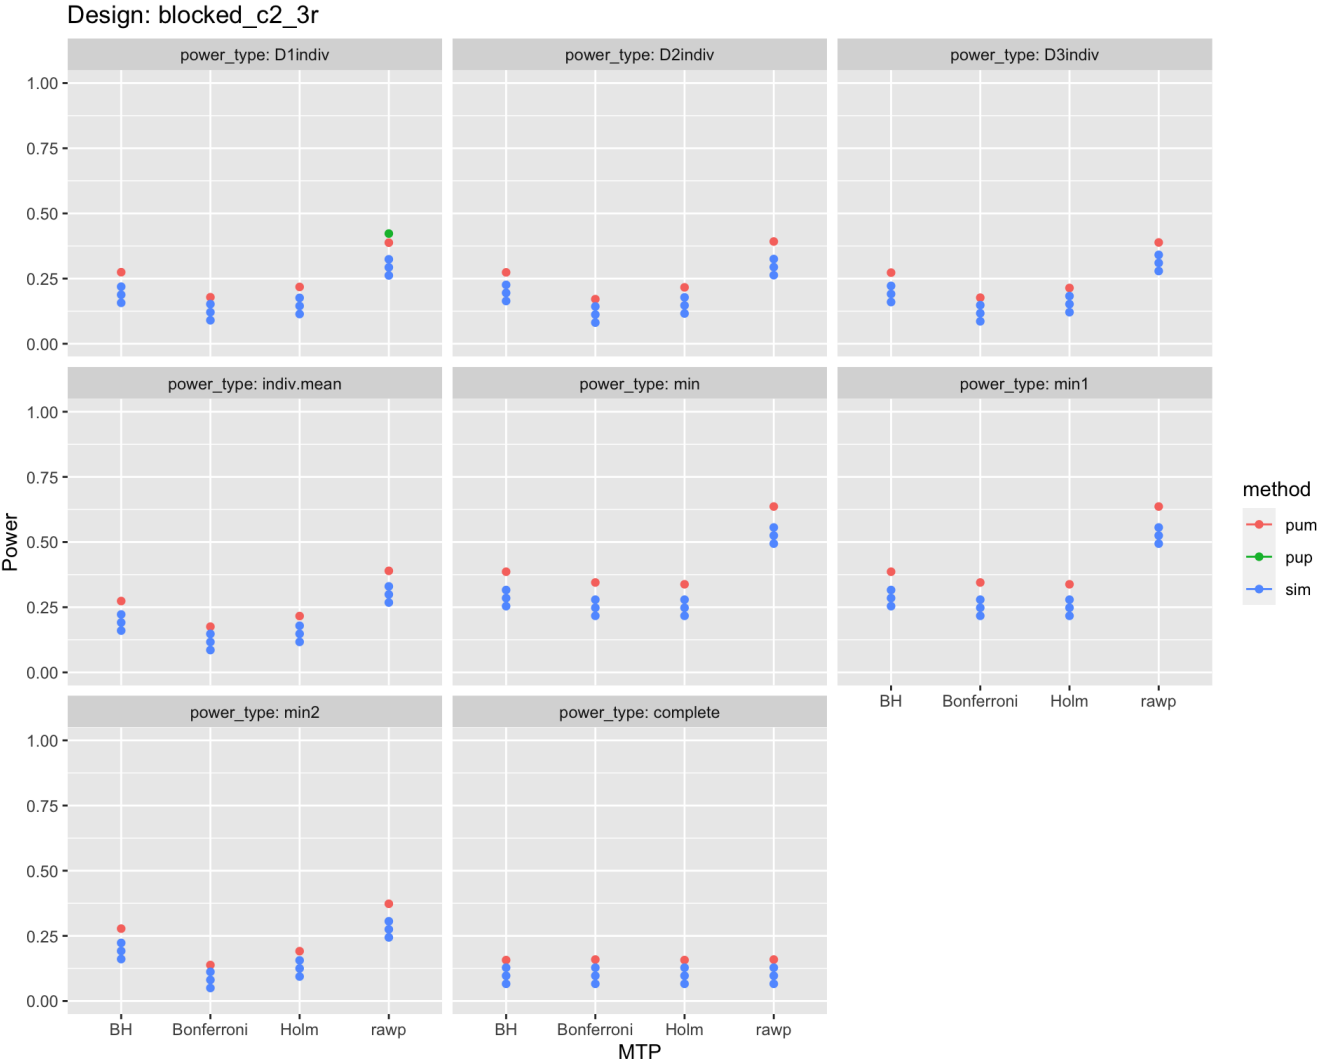 Design: blocked_c2_3r
power_type: D1indiv
power_type: D2indiv
power_type: D3indiv
1.00
0.75
0.50
0.25
0.00
power_type: indiv.mean
power_type: min
power_type: min1
1.00
0.75
0.50
0.25
0.00
BH Bonferroni Holm rawp
power_type: min2
power_type: complete
1.00
0.75
0.50
0.25
0.00
BH Bonferroni Holm rawp
BH Bonferroni Holm rawp
MTP
Power
method
pum
pup
sim